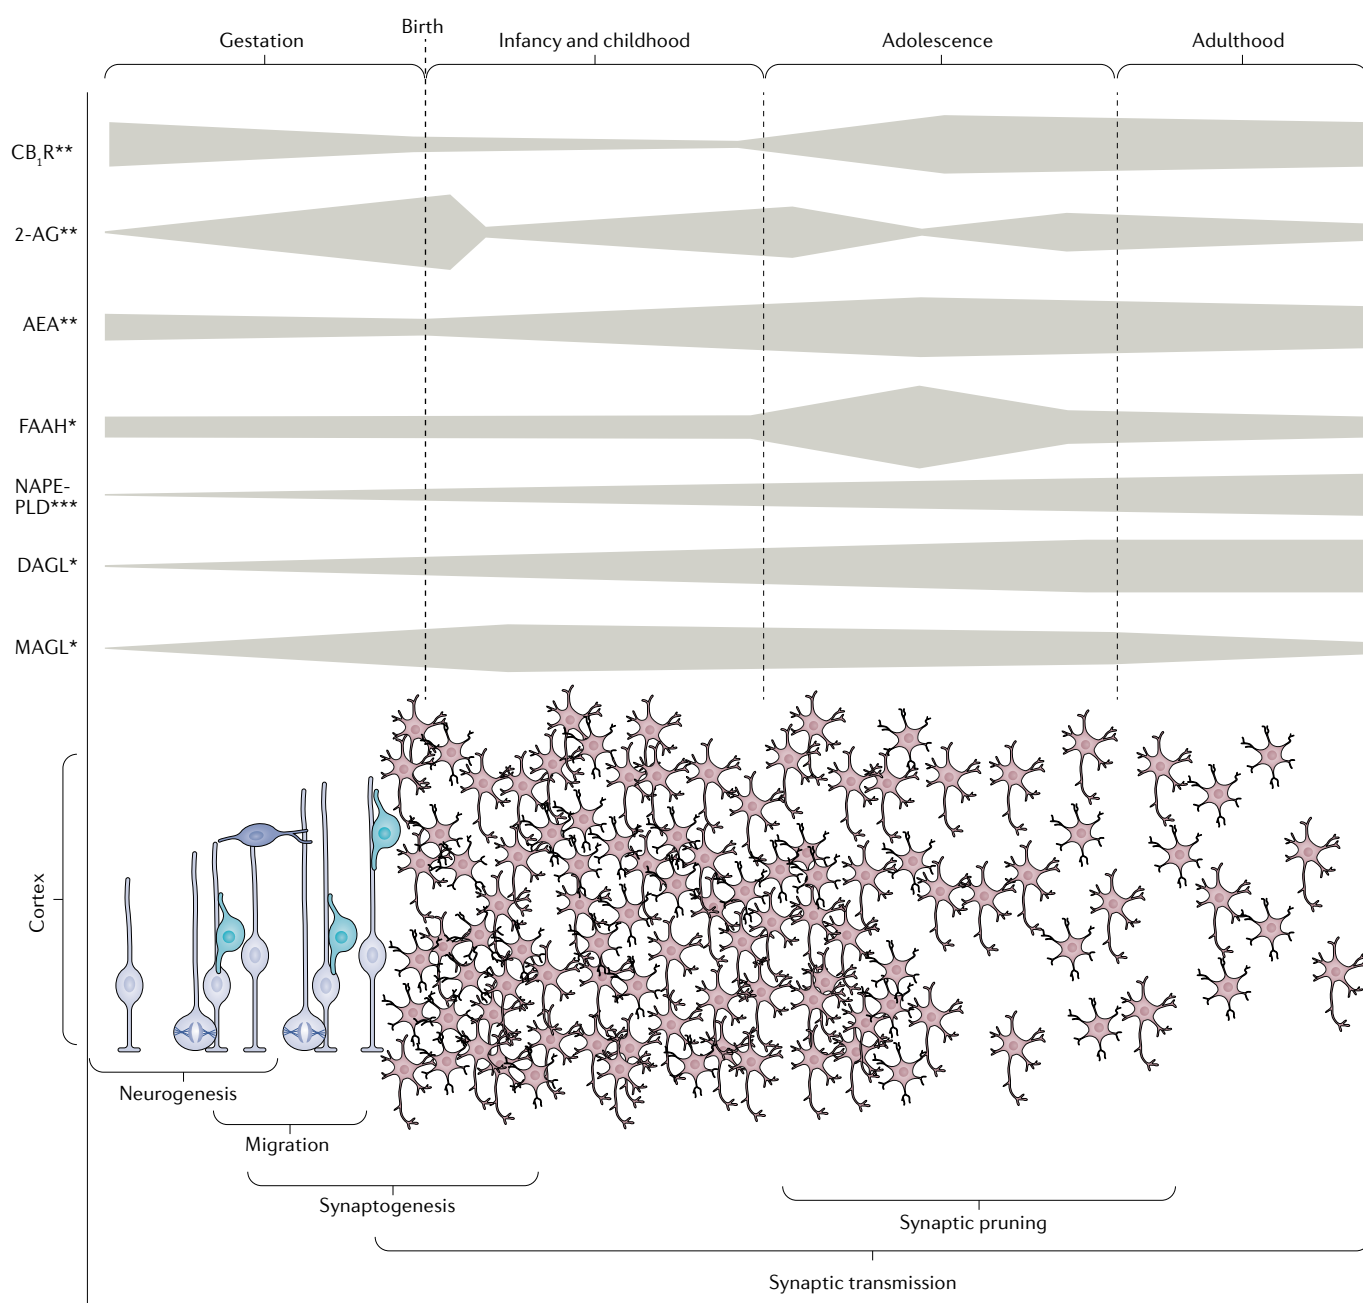 Birth
Gestation
Infancy and childhood
Adolescence
Adulthood
CB₁R**
2-AG**
AEA**
FAAH*
NAPE-
PLD***
DAGL*
MAGL*
Cortex
Neurogenesis
Migration
Synaptogenesis
Synaptic pruning
Synaptic transmission